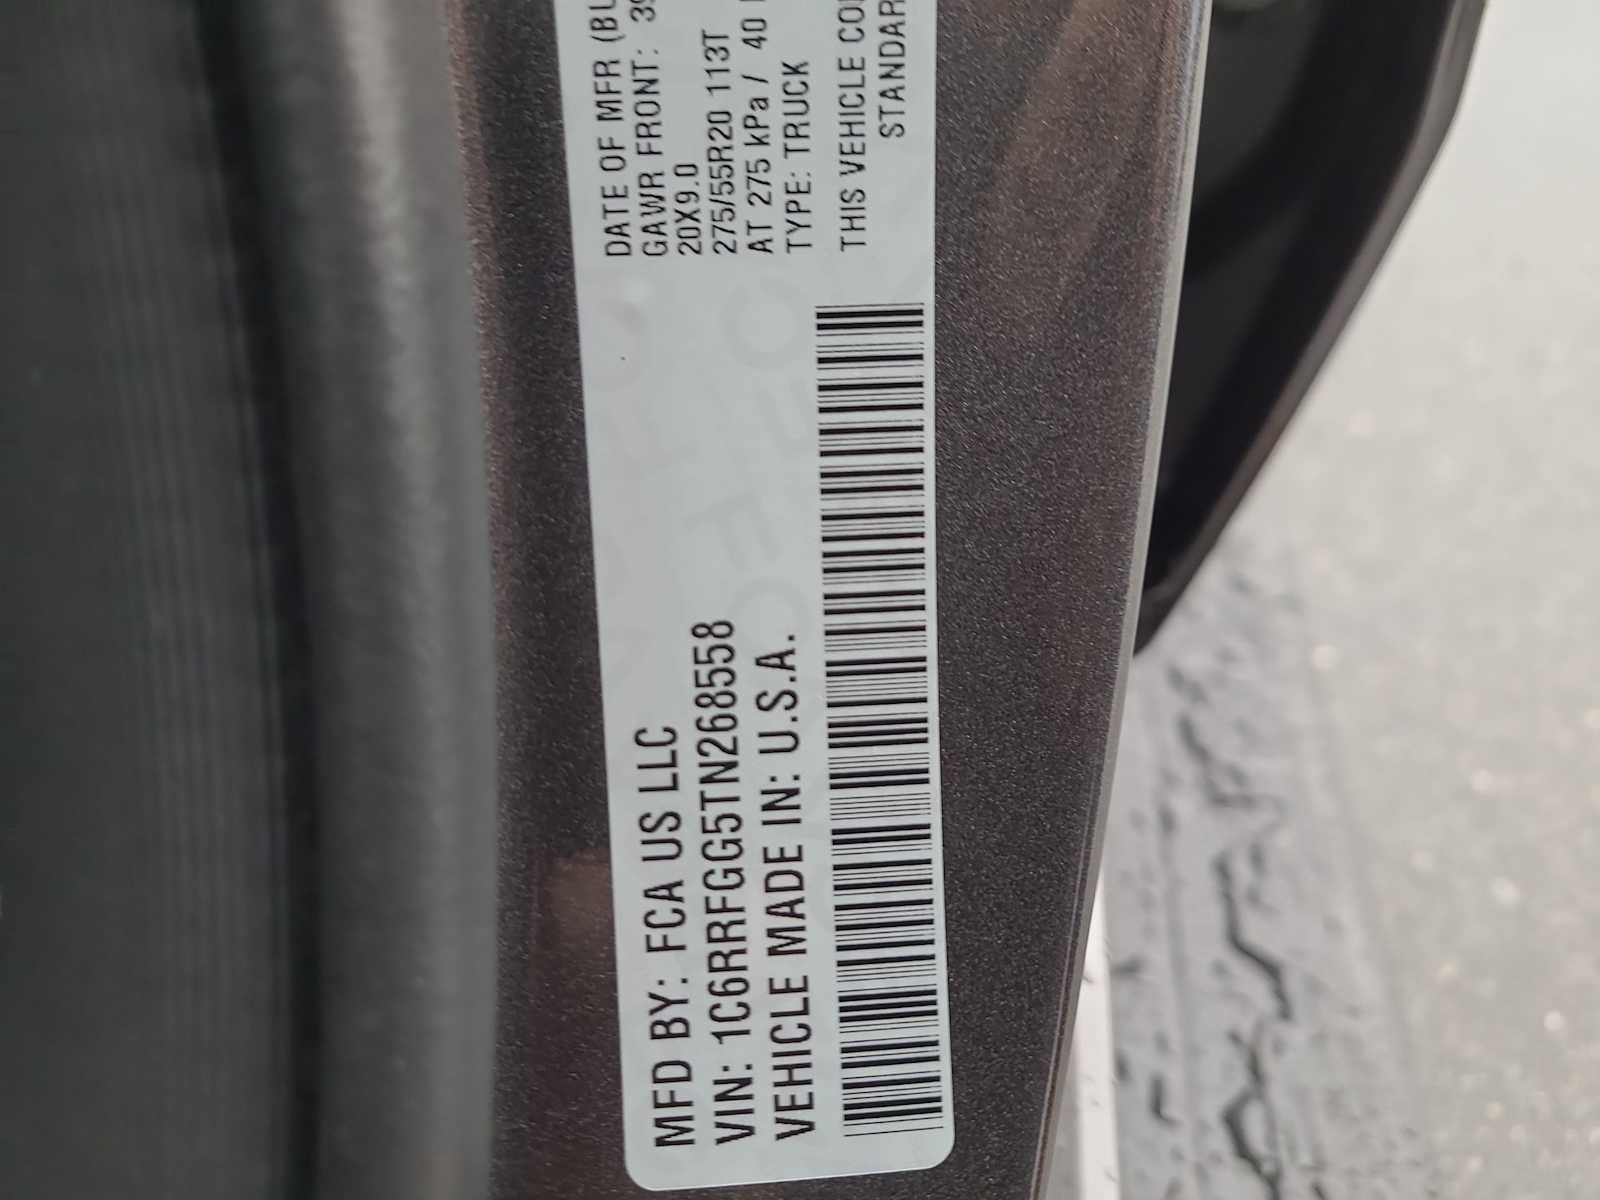 MFD BY: FCA US LLC
VIN: 1C6RRFGG5TN268558
VEHICLE MADE IN: U.S.A.
DATE OF MFR
GAWR FRONT:
20X9.0
275/55R20 113T
AT 275 kPa / 40
TYPE: TRUCK
THIS VEHICLE